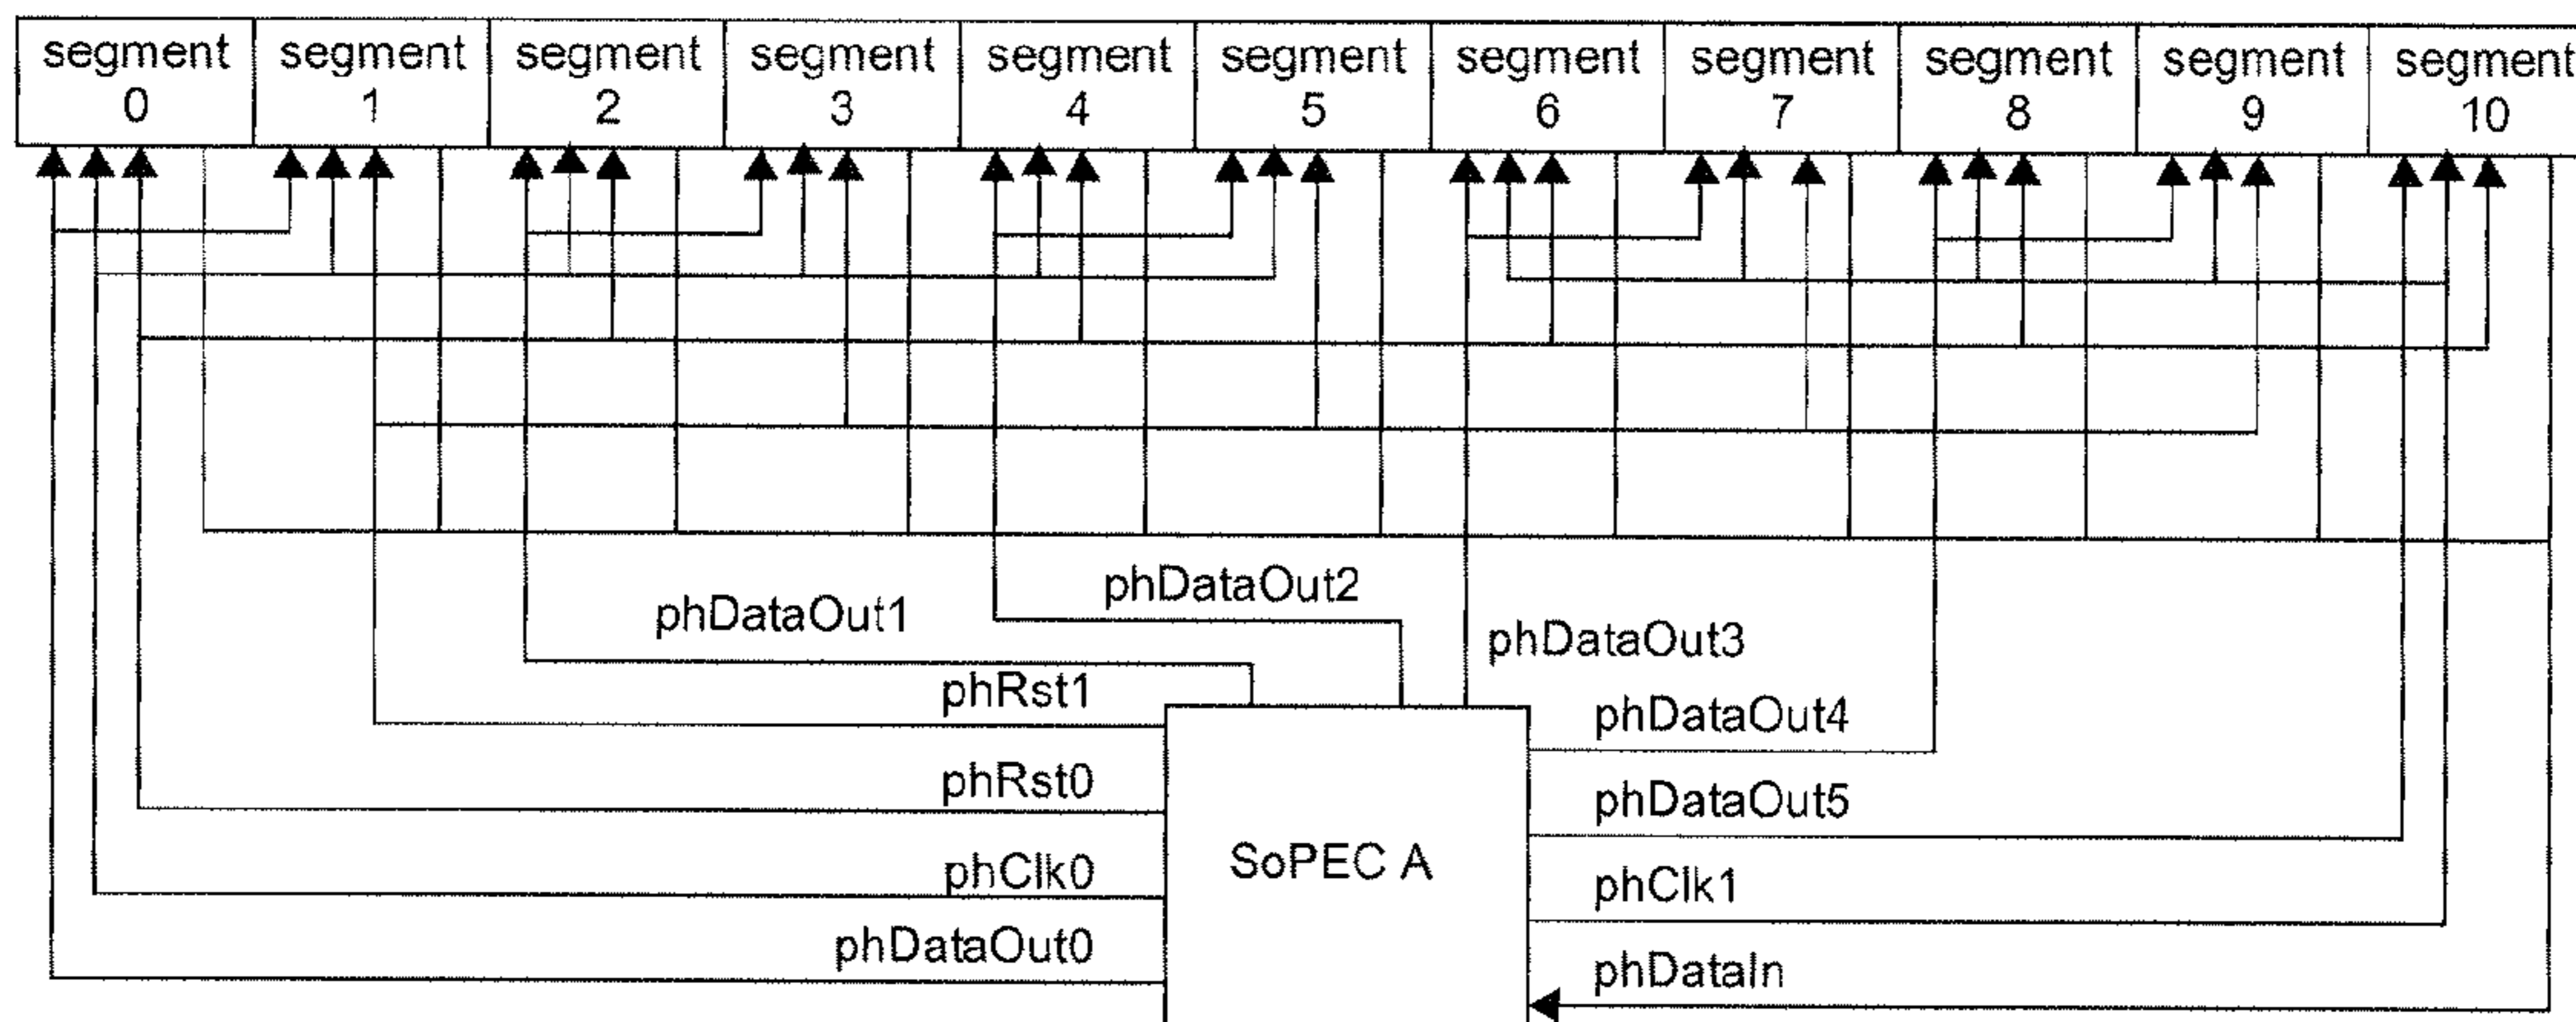 segment segment segment segment segment segment segment segment segment segment segment
0 1 2 3 4 5 6 7 8 9 10
phDataOut2
phDataOut1
phDataOut3
phRst1
phDataOut4
phRst0
phDataOut5
SoPEC A
phClk0
phClk1
phDataOut0
phDataIn